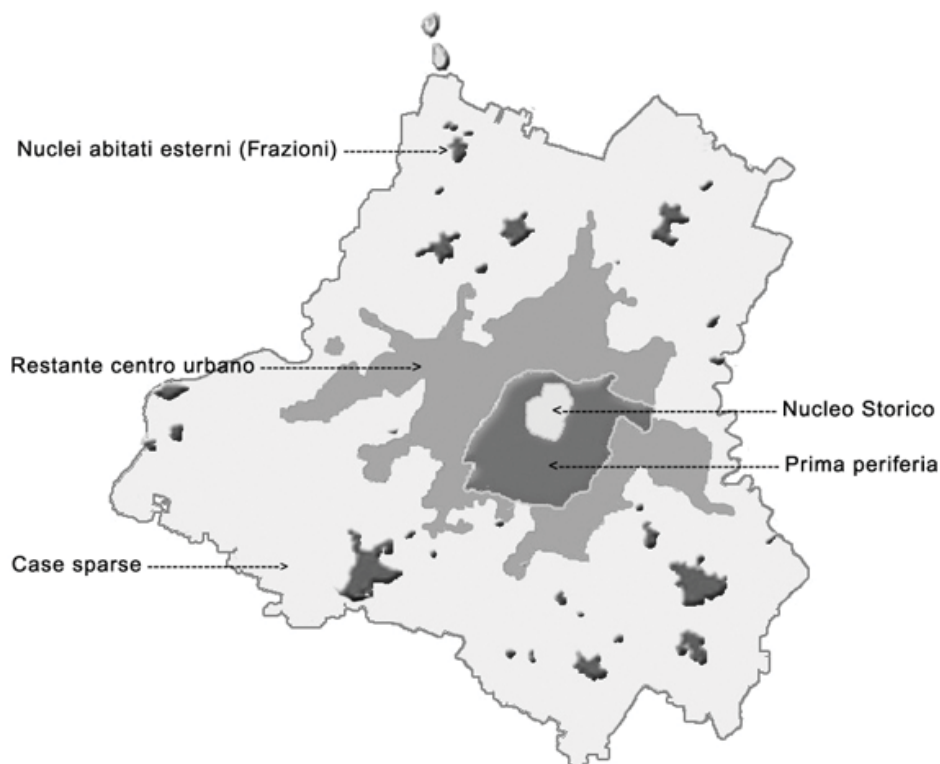 Nuclei abitati esterni (Frazioni)
Restante centro urbano
Nucleo Storico
Prima periferia
Case sparse